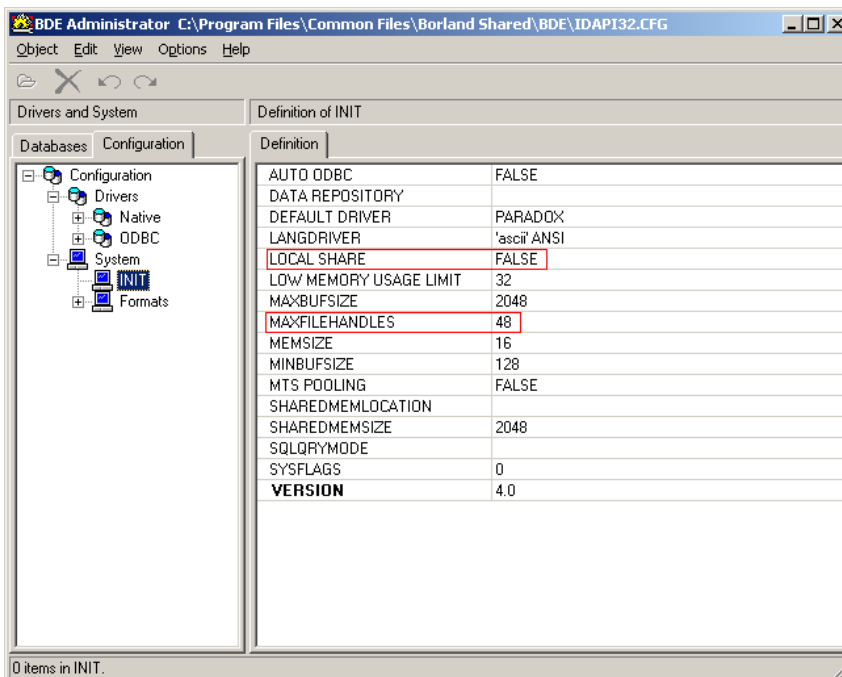 BDE Administrator C:\Program Files\Common Files\Borland Shared\BDE\IDAPI32.CFG
Object Edit View Options Help
Drivers and System
Definition of INIT
Databases Configuration
Definition
Configuration
Drivers
Native
ODBC
System
INIT
Formats
AUTO ODBC FALSE
DATA REPOSITORY
DEFAULT DRIVER PARADOX
LANGDRIVER 'ascii' ANSI
LOCAL SHARE FALSE
LOW MEMORY USAGE LIMIT 32
MAXBUFSIZE 2048
MAXFILEHANDLES 48
MEMSIZE 16
MINBUFSIZE 128
MTS POOLING FALSE
SHAREDMEMLOCATION
SHAREDMEMSIZE 2048
SQLQRYMODE
SYSFLAGS 0
VERSION 4.0
0 items in INIT.